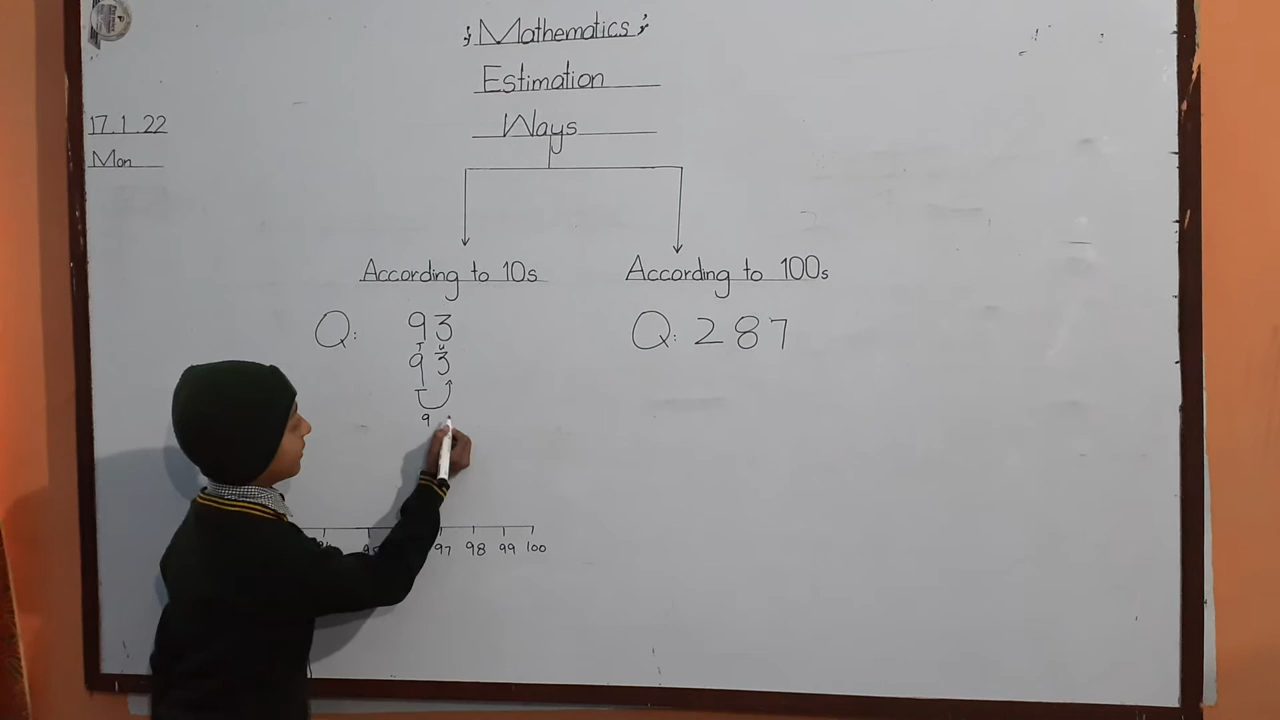 Mathematics
Estimation
Ways
17.1.22
Mon
According to 10s
According to 100s
Q: 93
T U
93
9
Q: 287
97 98 99 100